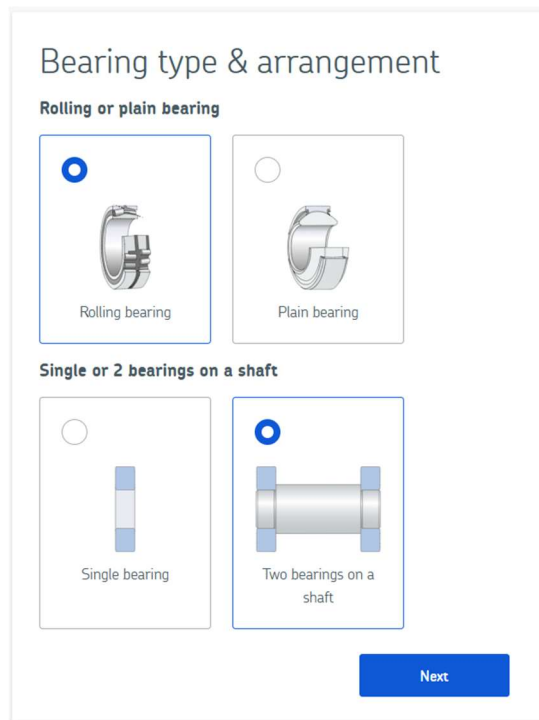 Bearing type & arrangement
Rolling or plain bearing
Rolling bearing
Plain bearing
Single or 2 bearings on a shaft
Single bearing
Two bearings on a
shaft
Next